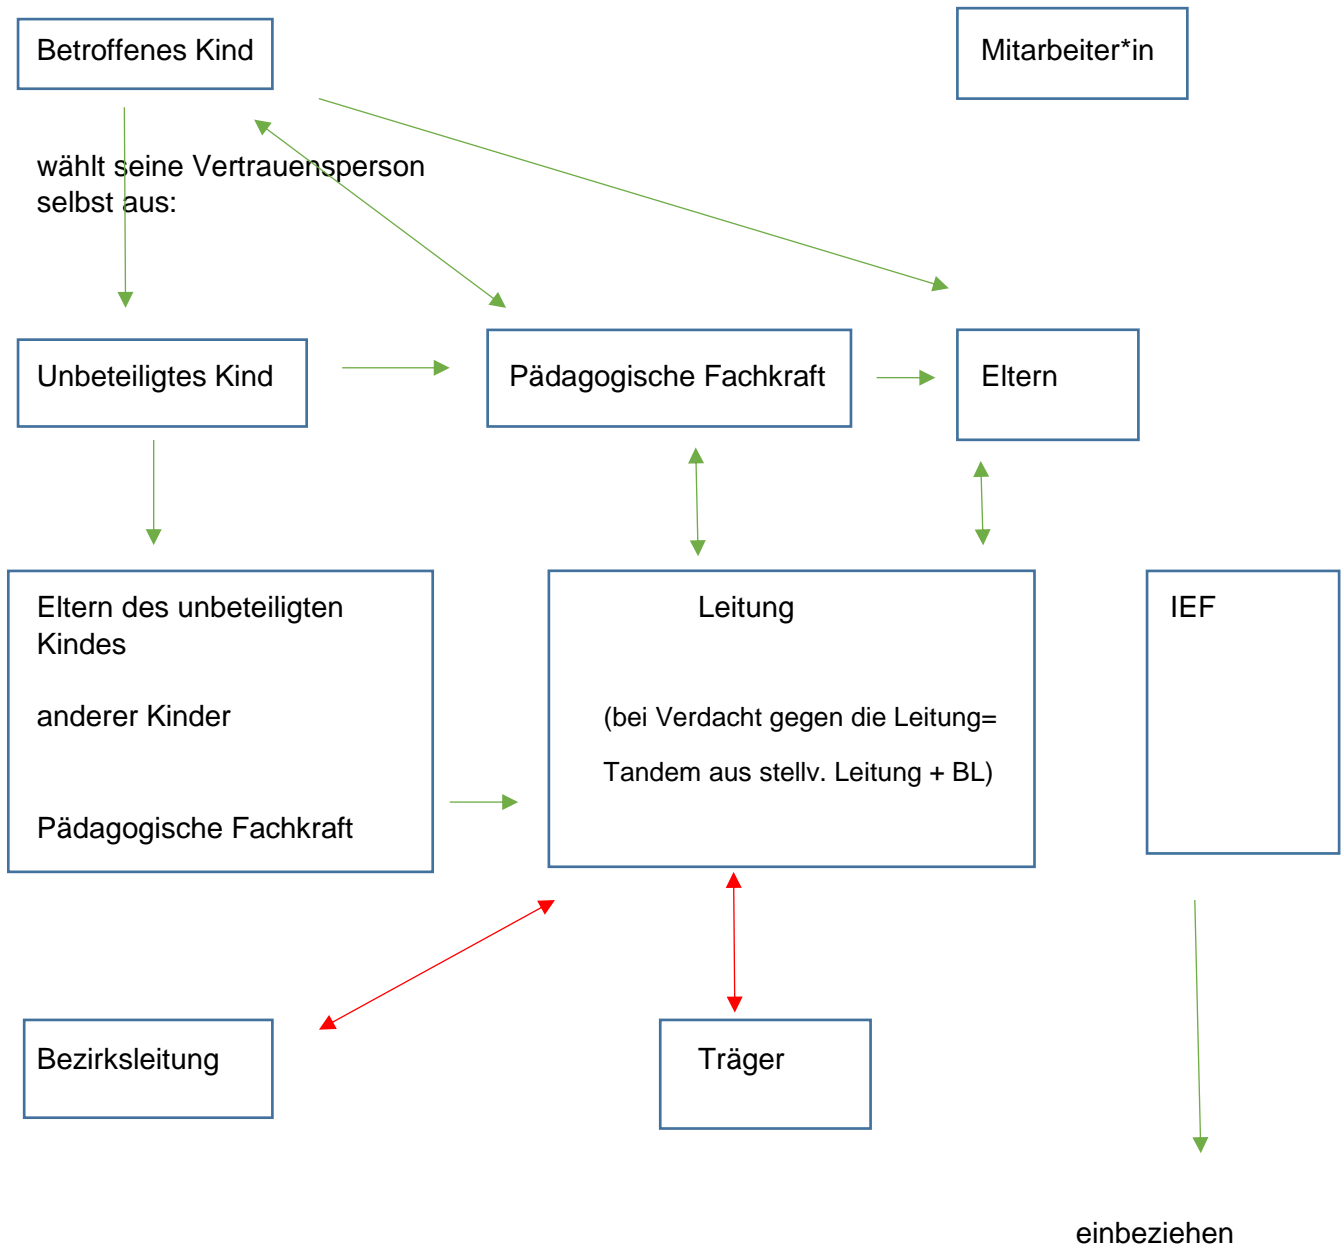 Betroffenes Kind
Mitarbeiter*in
wählt seine Vertrauensperson
selbst aus:
Unbeteiligtes Kind
Pädagogische Fachkraft
Eltern
Eltern des unbeteiligten
Kindes
anderer Kinder
Pädagogische Fachkraft
Leitung
(bei Verdacht gegen die Leitung=
Tandem aus stellv. Leitung + BL)
IEF
Bezirksleitung
Träger
einbeziehen